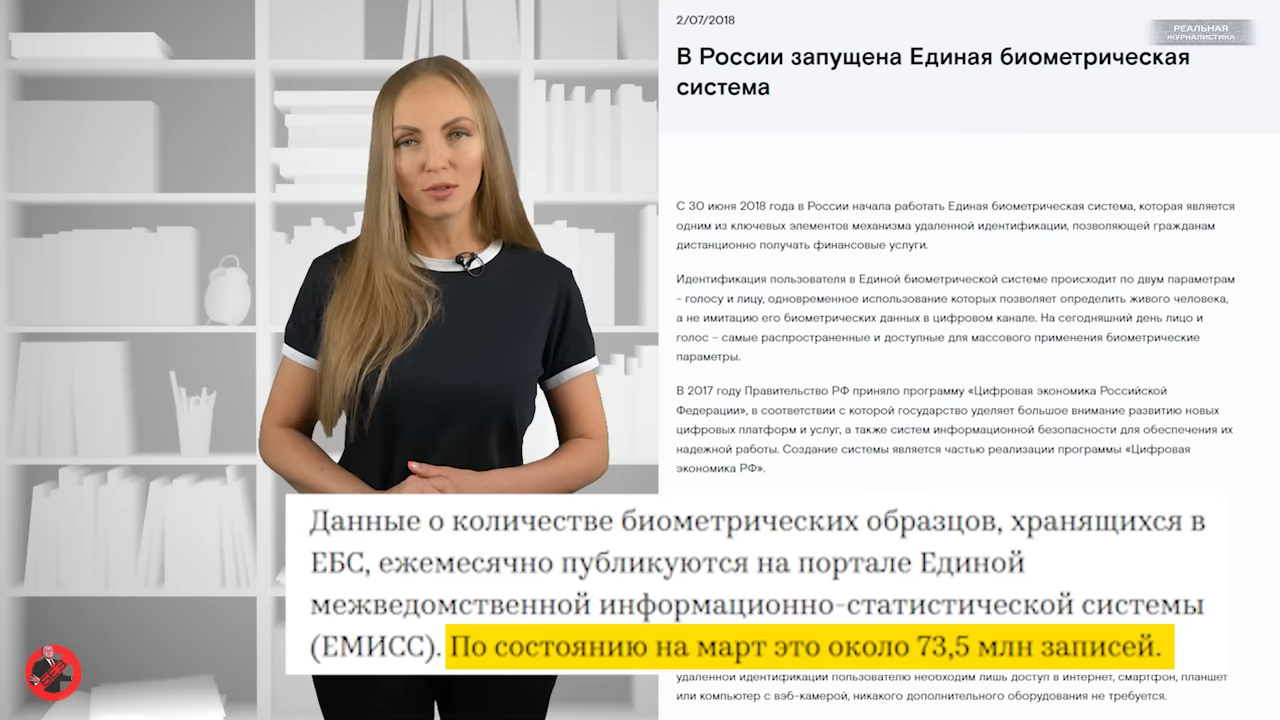 2/07/2018
РЕАЛЬНАЯ
ЖУРНАЛИСТИКА
В России запущена Единая биометрическая
система
С 30 июня 2018 года в России начала работать Единая биометрическая система, которая является
одним из ключевых элементов механизма удаленной идентификации, позволяющей гражданам
дистанционно получать финансовые услуги.
Идентификация пользователя в Единой биометрической системе происходит по двум параметрам
– голосу и лицу, одновременное использование которых позволяет определить живого человека,
а не имитацию его биометрических данных в цифровом канале. На сегодняшний день лицо и
голос – самые распространенные и доступные для массового применения биометрические
параметры.
В 2017 году Правительство РФ приняло программу «Цифровая экономика Российской
Федерации», в соответствии с которой государство уделяет большое внимание развитию новых
цифровых платформ и услуг, а также систем информационной безопасности для обеспечения их
надежной работы. Создание системы является частью реализации программы «Цифровая
экономика РФ».
Данные о количестве биометрических образцов, хранящихся в
ЕБС, ежемесячно публикуются на портале Единой
межведомственной информационно-статистической системы
(ЕМИСС). По состоянию на март это около 73,5 млн записей.
удаленной идентификации пользователю необходим лишь доступ в интернет, смартфон, планшет
или компьютер с вэб-камерой, никакого дополнительного оборудования не требуется.